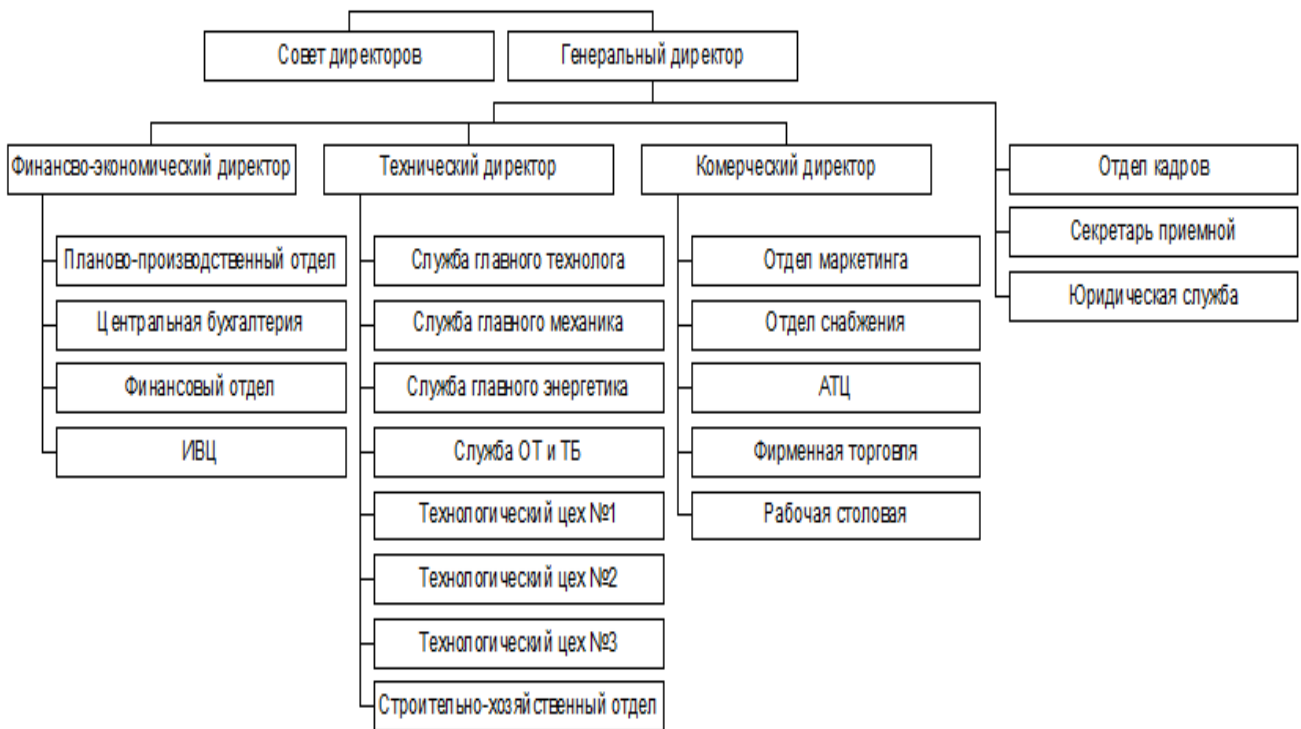 Совет директоров
Генеральный директор
Финансво-экономический директор
Технический директор
Комерческий директор
Отдел кадров
Секретарь приемной
Юридическая служба
Планово-производственный отдел
Центральная бухгалтерия
Финансовый отдел
ИВЦ
Служба главного технолога
Служба главного механика
Служба главного энергетика
Служба ОТ и ТБ
Технологический цех №1
Технологический цех №2
Технологический цех №3
Строительно-хозяйственный отдел
Отдел маркетинга
Отдел снабжения
АТЦ
Фирменная торговля
Рабочая столовая